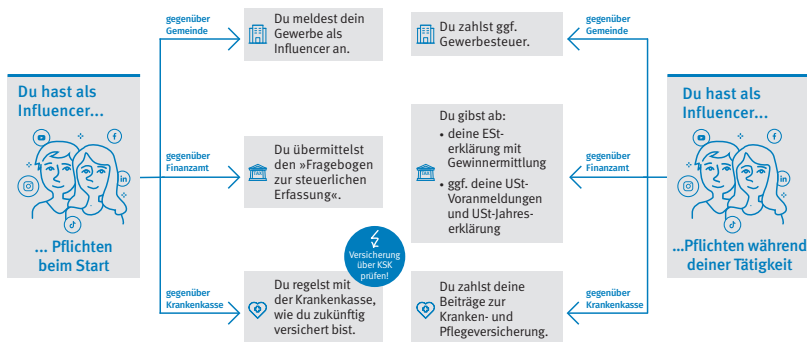 Du hast als
Influencer...
... Pflichten
beim Start
gegenüber
Gemeinde
Du meldest dein
Gewerbe als
Influencer an.
gegenüber
Finanzamt
TAX
Du übermittelst
den »Fragebogen
zur steuerlichen
Erfassung«.
gegenüber
Krankenkasse
Du regelst mit
der Krankenkasse,
wie du zukünftig
versichert bist.
Versicherung
über KSK
prüfen!
Du zahlst ggf.
Gewerbesteuer.
gegenüber
Gemeinde
TAX
Du gibst ab:
• deine ESt-
erklärung mit
Gewinnermittlung
• ggf. deine USt-
Voranmeldungen
und USt-Jahres-
erklärung
gegenüber
Finanzamt
Du zahlst deine
Beiträge zur
Kranken- und
Pflegeversicherung.
gegenüber
Krankenkasse
Du hast als
Influencer...
...Pflichten während
deiner Tätigkeit